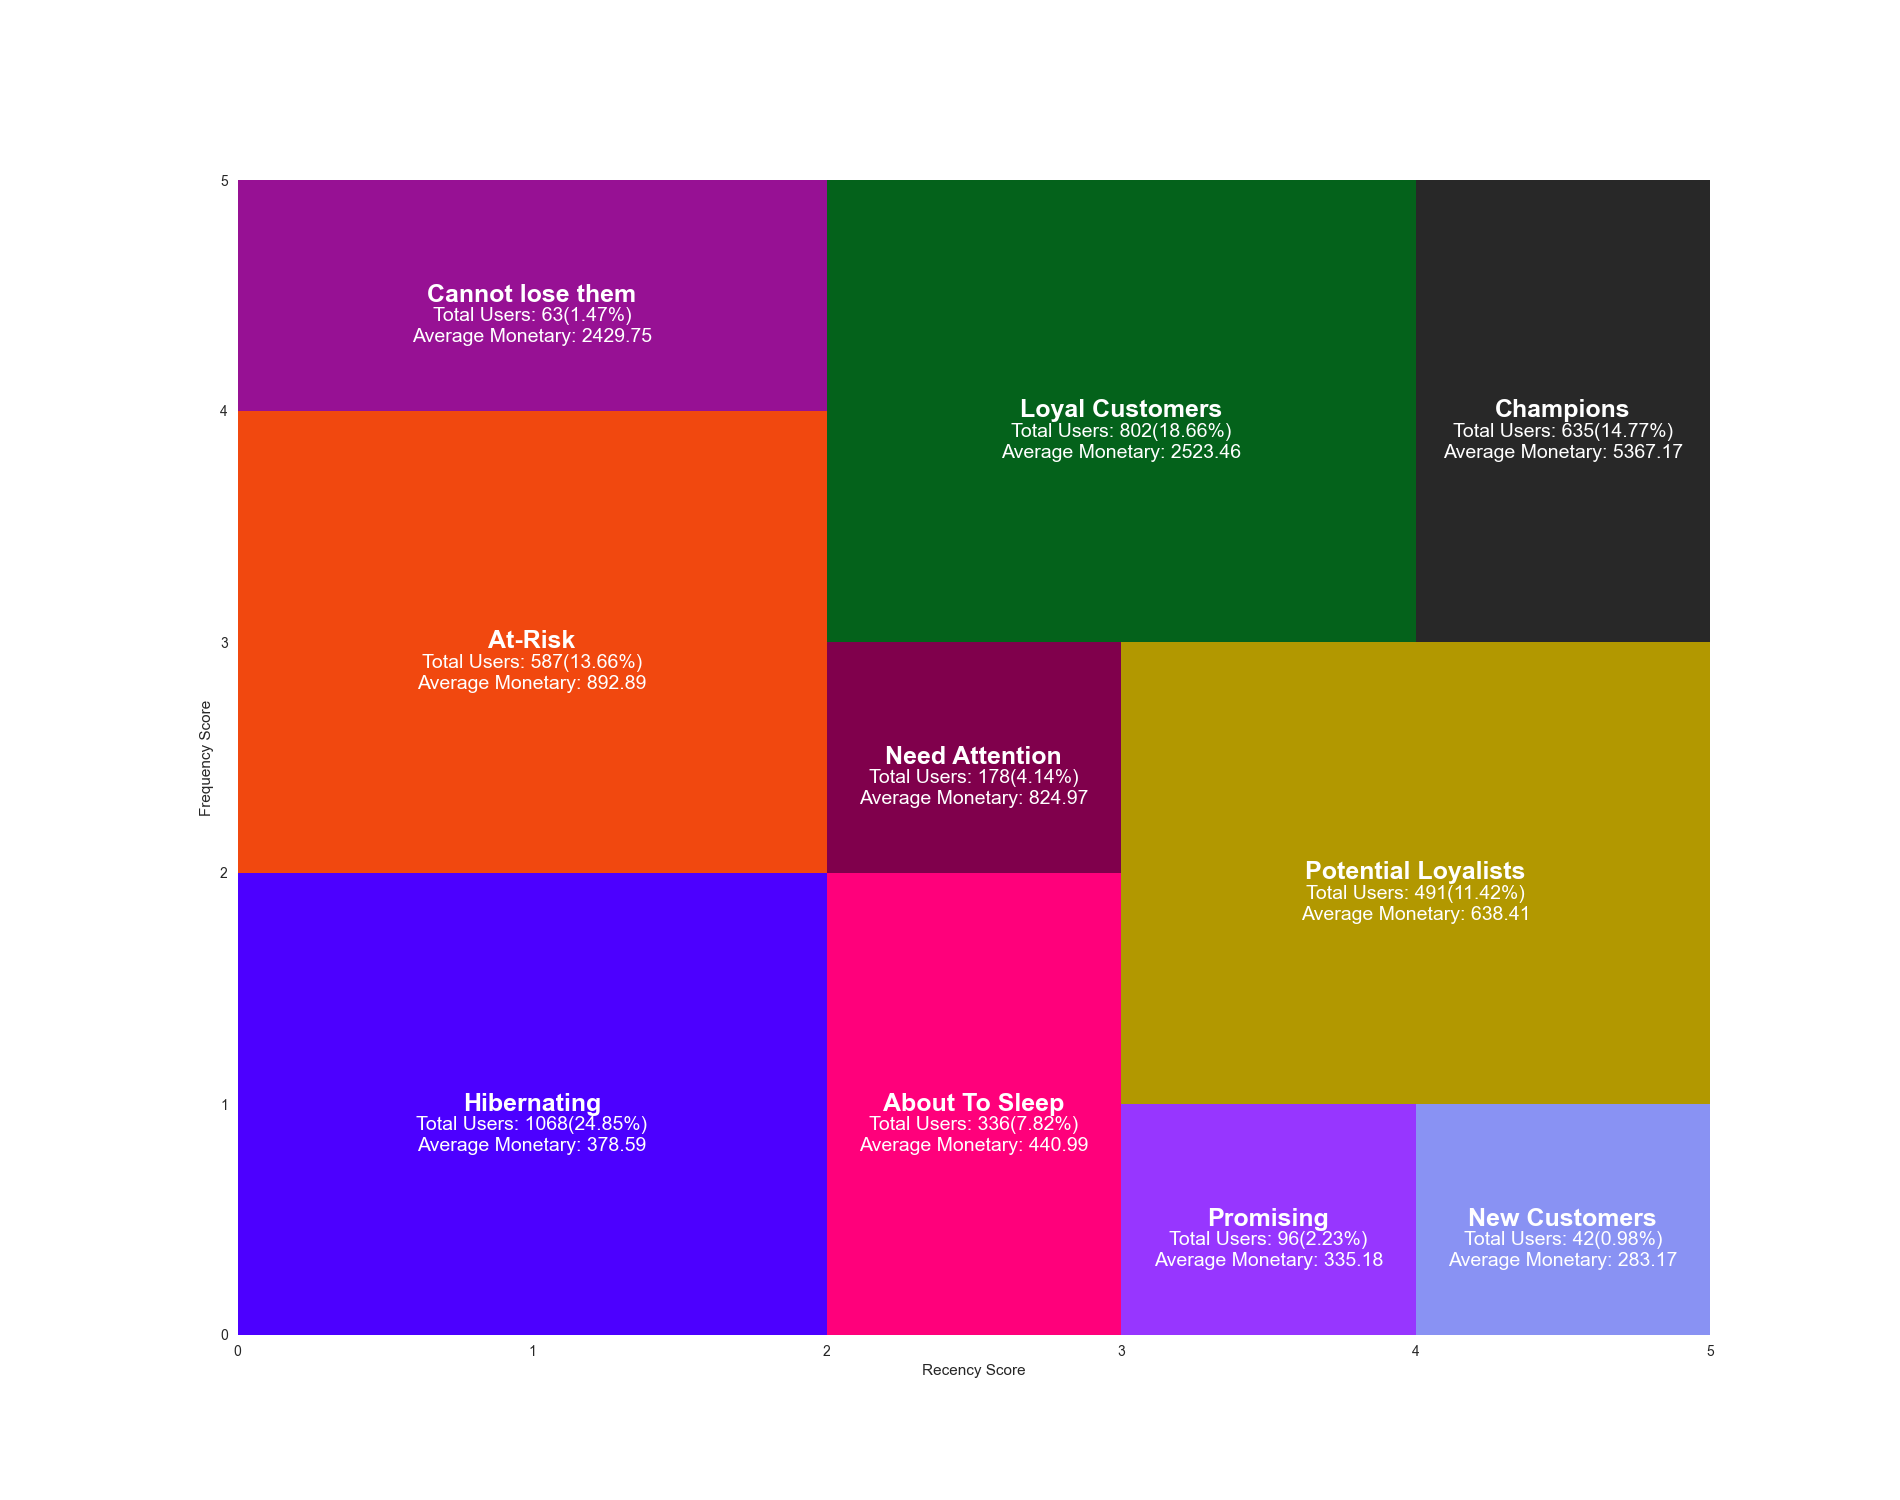 5
Cannot lose them
Total Users: 63(1.47%)
Average Monetary: 2429.75
Loyal Customers
Total Users: 802(18.66%)
Average Monetary: 2523.46
Champions
Total Users: 635(14.77%)
Average Monetary: 5367.17
4
At-Risk
Total Users: 587(13.66%)
Average Monetary: 892.89
3
Need Attention
Total Users: 178(4.14%)
Average Monetary: 824.97
Frequency Score
Potential Loyalists
Total Users: 491(11.42%)
Average Monetary: 638.41
2
Hibernating
Total Users: 1068(24.85%)
Average Monetary: 378.59
About To Sleep
Total Users: 336(7.82%)
Average Monetary: 440.99
1
Promising
Total Users: 96(2.23%)
Average Monetary: 335.18
New Customers
Total Users: 42(0.98%)
Average Monetary: 283.17
0
0 1 2 3 4 5
Recency Score